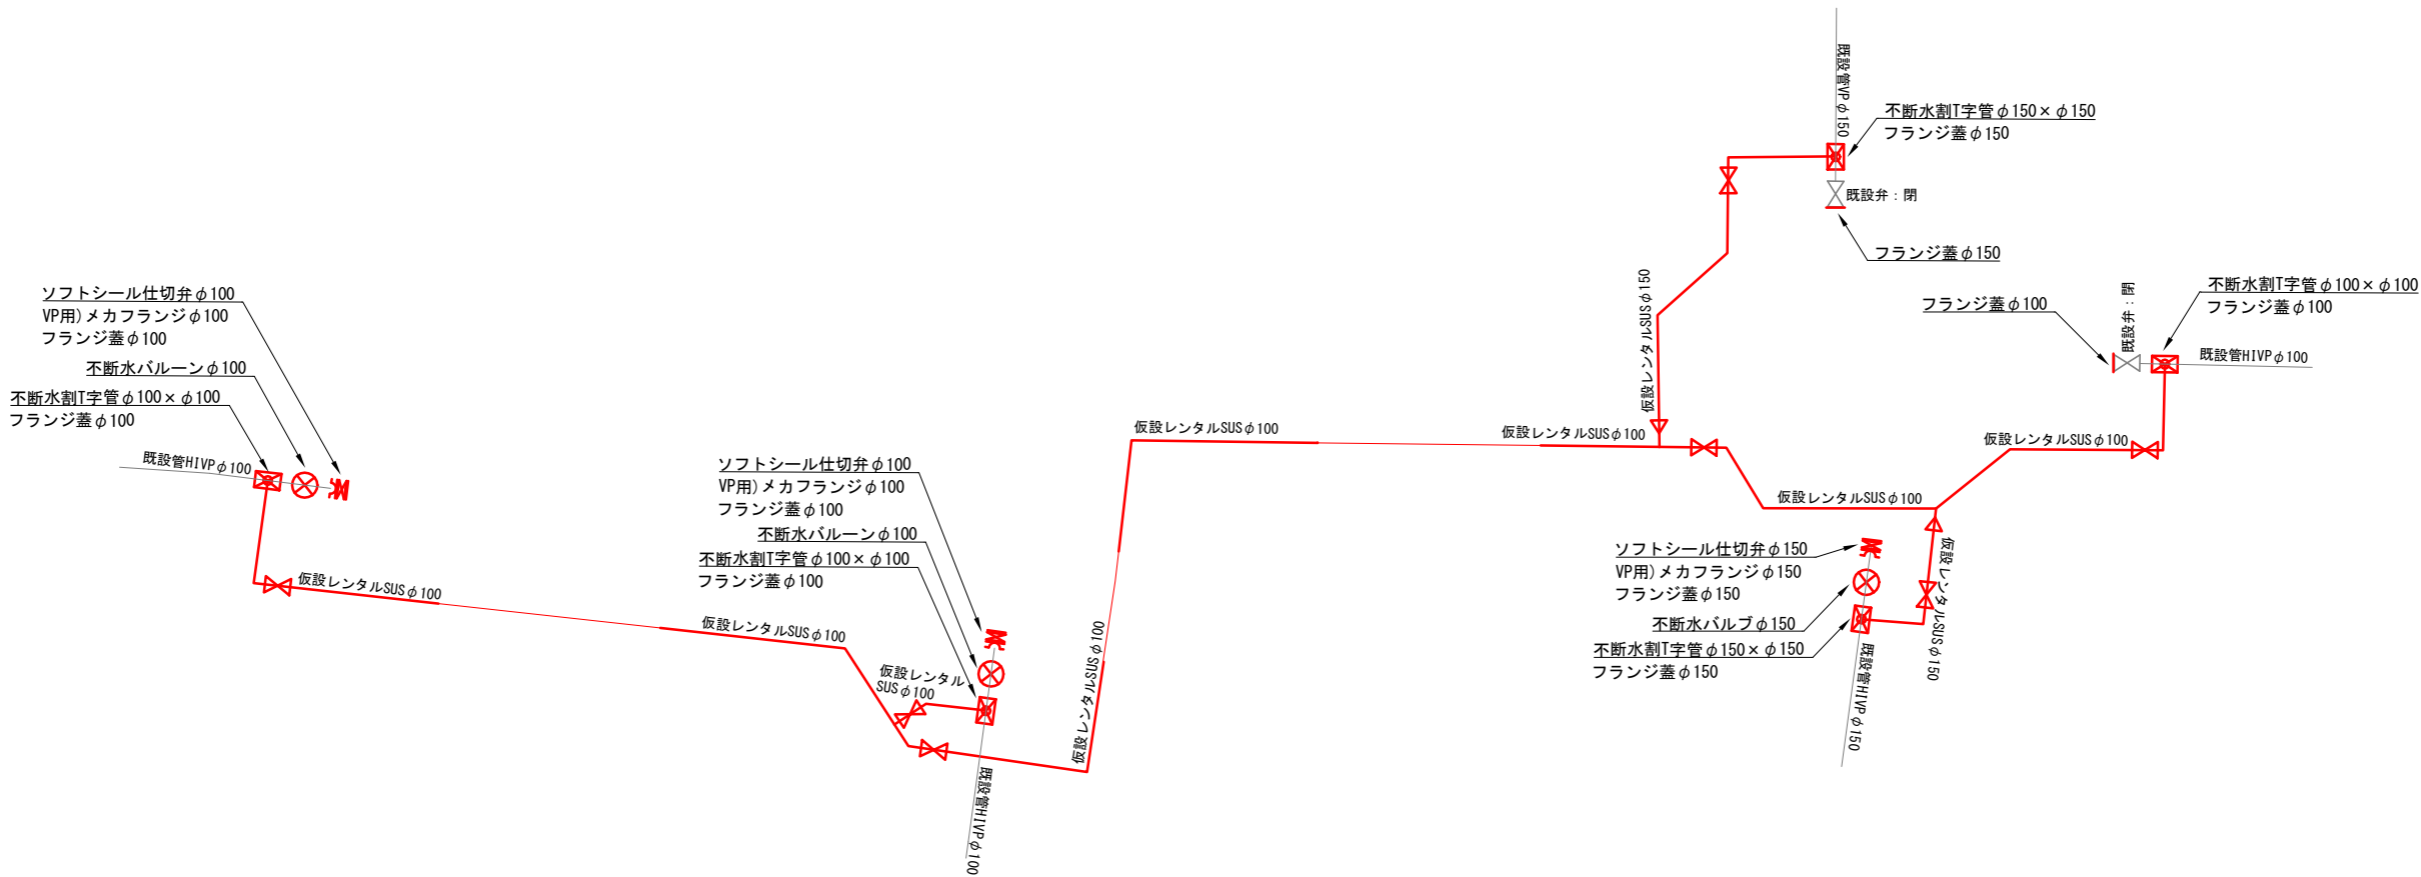 既設管VPφ150
不断水割T字管φ150×φ150
フランジ蓋φ150
既設弁：閉
フランジ蓋φ150
仮設レンタルSUSφ150
フランジ蓋φ100
既設弁：閉
不断水割T字管φ100×φ100
フランジ蓋φ100
既設管HIVPφ100
ソフトシール仕切弁φ100
VP用)メカフランジφ100
フランジ蓋φ100
不断水バルーンφ100
不断水割T字管φ100×φ100
フランジ蓋φ100
既設管HIVPφ100
仮設レンタルSUSφ100
仮設レンタルSUSφ100
ソフトシール仕切弁φ100
VP用)メカフランジφ100
フランジ蓋φ100
不断水バルーンφ100
不断水割T字管φ100×φ100
フランジ蓋φ100
仮設レンタル
SUSφ100
既設管HIVPφ100
仮設レンタルSUSφ100
仮設レンタルSUSφ100
仮設レンタルSUSφ100
仮設レンタルSUSφ100
仮設レンタルSUSφ100
ソフトシール仕切弁φ150
VP用)メカフランジφ150
フランジ蓋φ150
不断水バルブφ150
不断水割T字管φ150×φ150
フランジ蓋φ150
仮設レンタルSUSφ150
既設管HIVPφ150